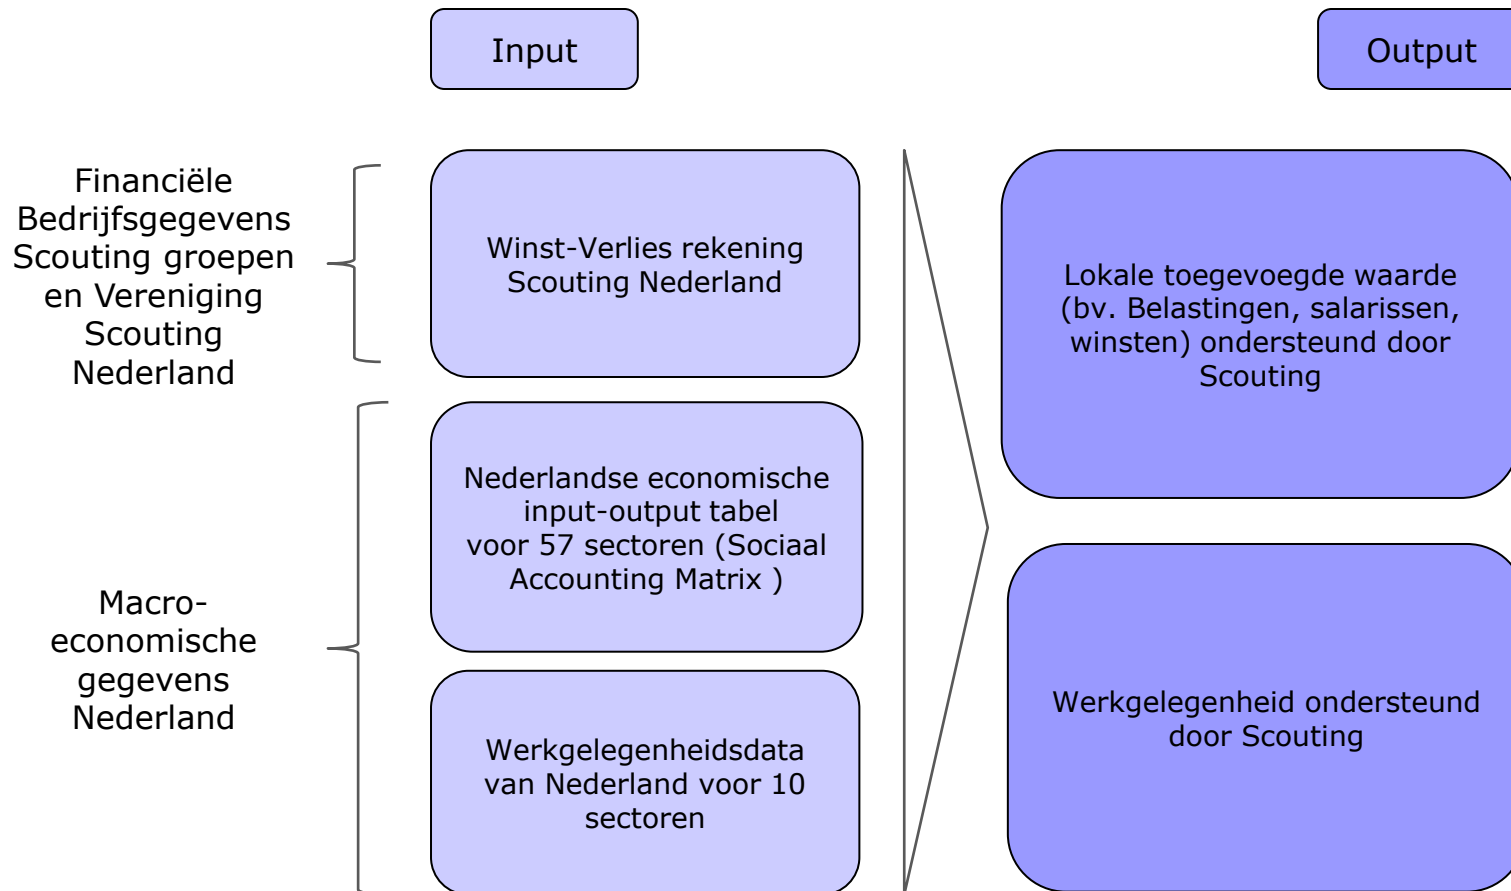 Input
Output
Financiële
Bedrijfsgegevens
Scouting groepen
en Vereniging
Scouting
Nederland
Winst-Verlies rekening
Scouting Nederland
Lokale toegevoegde waarde
(bv. Belastingen, salarissen,
winsten) ondersteund door
Scouting
Macro-
economische
gegevens
Nederland
Nederlandse economische
input-output tabel
voor 57 sectoren (Sociaal
Accounting Matrix )
Werkgelegenheidsdata
van Nederland voor 10
sectoren
Werkgelegenheid ondersteund
door Scouting